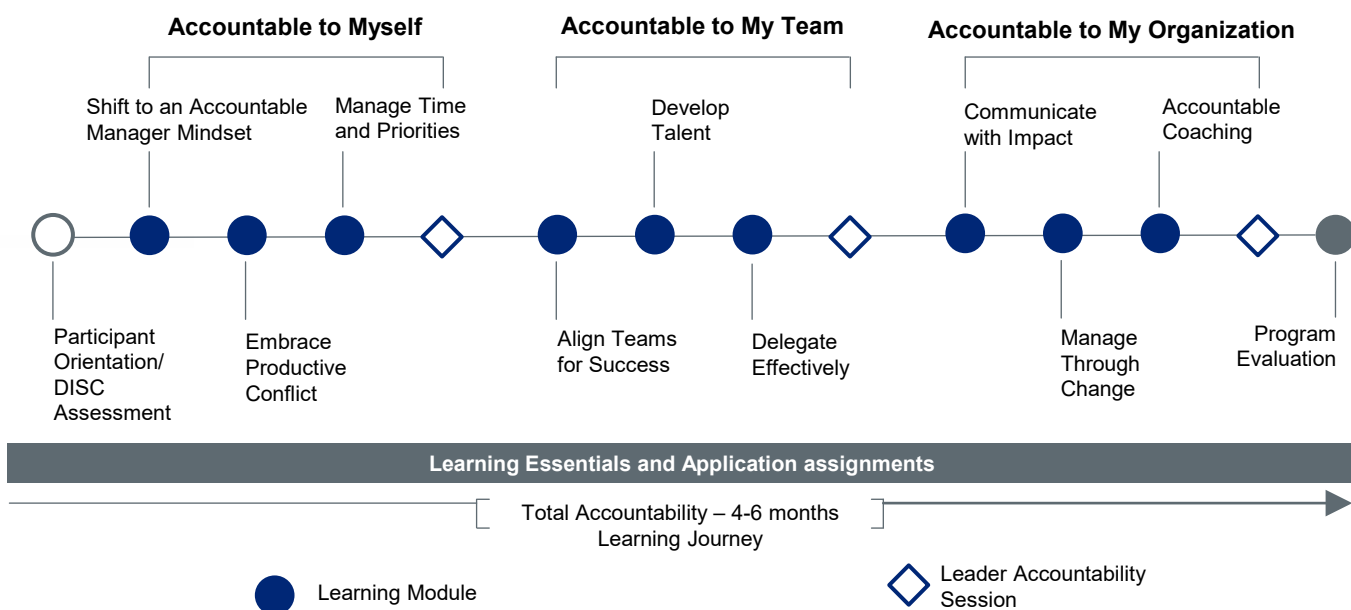 Accountable to Myself
Accountable to My Team
Accountable to My Organization
Shift to an Accountable
Manager Mindset
Manage Time
and Priorities
Develop
Talent
Communicate
with Impact
Accountable
Coaching
Participant
Orientation/
DISC
Assessment
Embrace
Productive
Conflict
Align Teams
for Success
Delegate
Effectively
Manage
Through
Change
Program
Evaluation
Learning Essentials and Application assignments
Total Accountability – 4-6 months
Learning Journey
Learning Module
Leader Accountability
Session